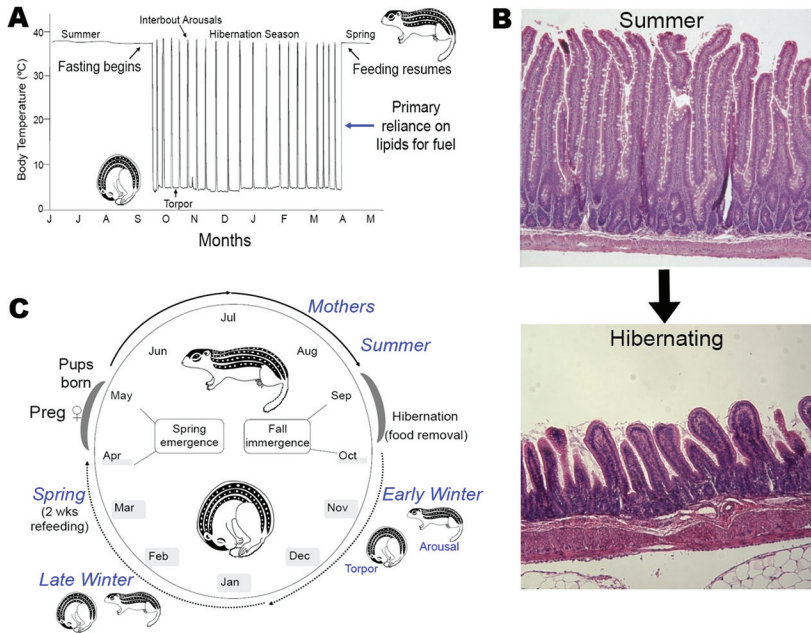 A
Interbout Arousals
Summer
Hibernation Season
Spring
Fasting begins
Feeding resumes
Primary
reliance on
lipids for fuel
Torpor
Body Temperature (ºC)
40
30
20
10
0
J J A S O N D J F M A M
Months
B
Summer
Hibernating
C
Mothers
Summer
Jul
Jun
Aug
Pups
born
Preg ♀
May
Sep
Spring
emergence
Fall
immergence
Hibernation
(food removal)
Apr
Oct
Spring
(2 wks
refeeding)
Mar
Nov
Early Winter
Arousal
Torpor
Feb
Dec
Jan
Late Winter